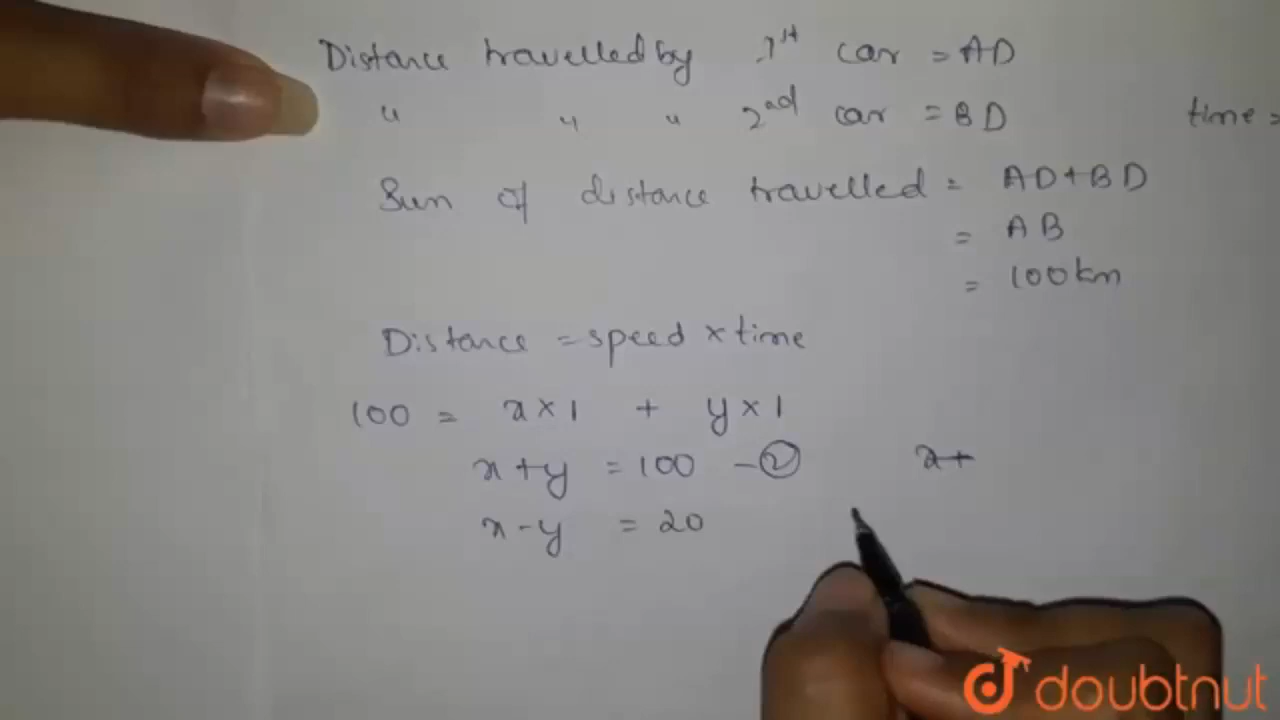 Distance travelled by 1st car = AD
" " " 2nd car = BD time =
Sum of distance travelled = AD+BD
= AB
= 100km
Distance = speed × time
100 = x×1 + y×1
x+y = 100 -② x+
x-y = 20
doubtnut